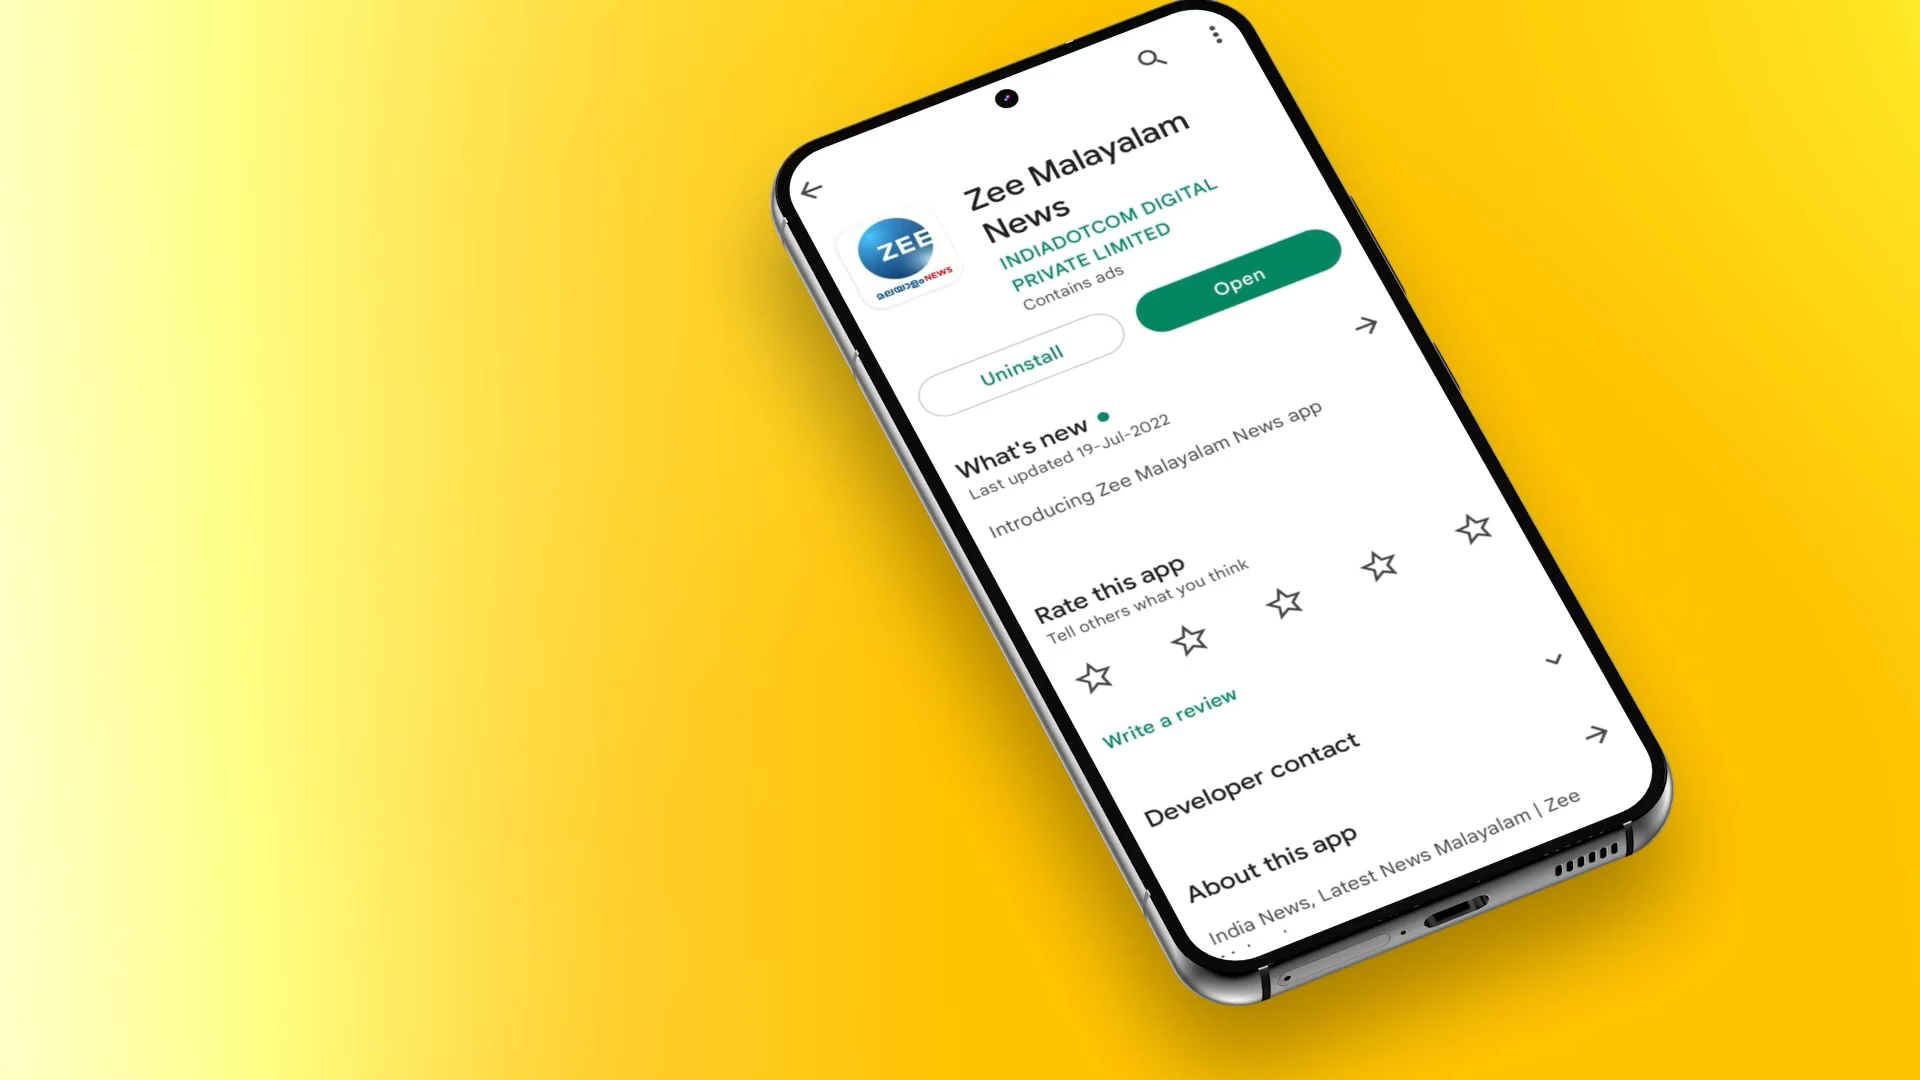 Zee Malayalam
News
INDIADOTCOM DIGITAL
PRIVATE LIMITED
Contains ads
ZEE
മലയാളം NEWS
Uninstall
Open
What's new
Last updated 19-Jul-2022
Introducing Zee Malayalam News app
Rate this app
Tell others what you think
Write a review
Developer contact
About this app
India News, Latest News Malayalam | Zee